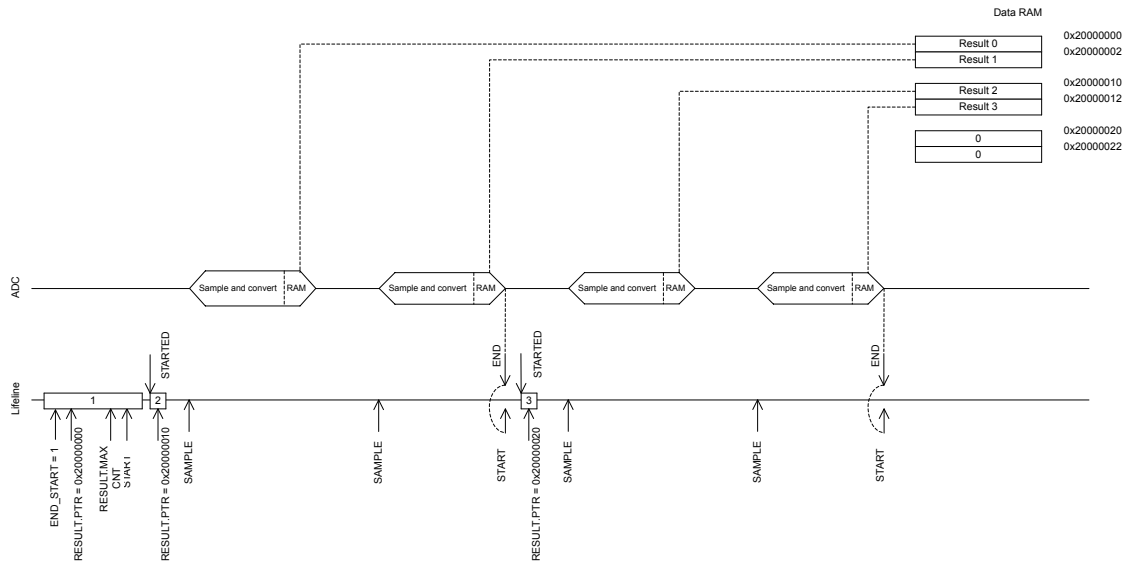 Data RAM
Result 0
0x20000000
Result 1
0x20000002
Result 2
0x20000010
Result 3
0x20000012
0
0x20000020
0
0x20000022
ADC
Sample and convert
RAM
Sample and convert
RAM
Sample and convert
RAM
Sample and convert
RAM
Lifeline
1
STARTED
2
END
STARTED
3
END
END_START = 1
RESULT.PTR = 0x20000000
RESULT.MAX
CNT
START
RESULT.PTR = 0x20000010
SAMPLE
SAMPLE
START
RESULT.PTR = 0x20000020
SAMPLE
SAMPLE
START